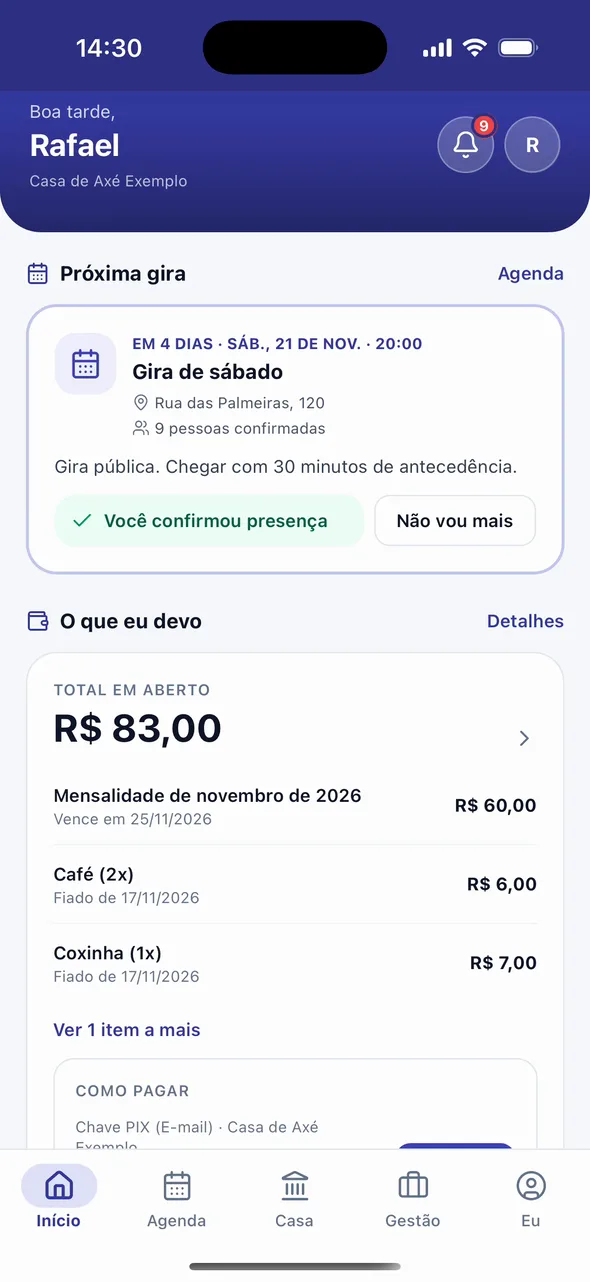 14:30
Boa tarde,
Rafael
Casa de Axé Exemplo
9
R
Próxima gira
Agenda
EM 4 DIAS · SÁB., 21 DE NOV. · 20:00
Gira de sábado
Rua das Palmeiras, 120
9 pessoas confirmadas
Gira pública. Chegar com 30 minutos de antecedência.
Você confirmou presença
Não vou mais
O que eu devo
Detalhes
TOTAL EM ABERTO
R$ 83,00
Mensalidade de novembro de 2026
R$ 60,00
Vence em 25/11/2026
Café (2x)
R$ 6,00
Fiado de 17/11/2026
Coxinha (1x)
R$ 7,00
Fiado de 17/11/2026
Ver 1 item a mais
COMO PAGAR
Chave PIX (E-mail) · Casa de Axé
Exemplo
Início
Agenda
Casa
Gestão
Eu